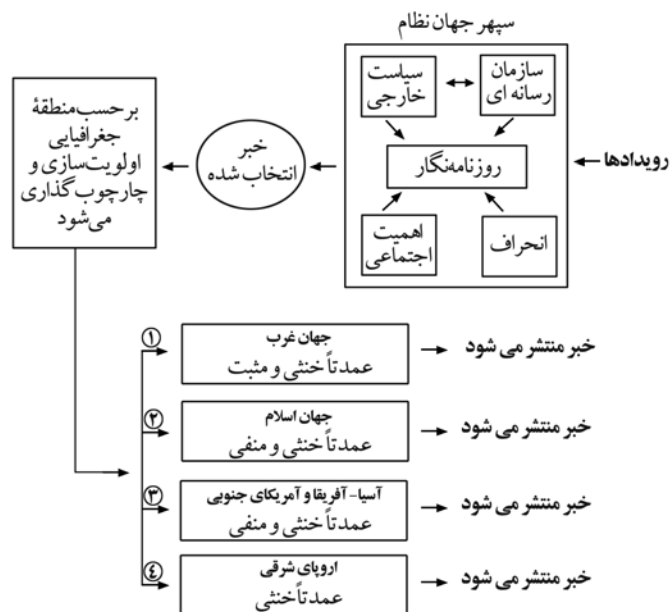 سپهر جهان نظام
رویدادها
سازمان
رسانه ای
سیاست
خارجی
روزنامه‌نگار
انحراف
اهمیت
اجتماعی
خبر
انتخاب شده
بر حسب منطقهٔ
جغرافیایی
اولویت‌سازی و
چارچوب‌گذاری
می‌شود
۱
جهان غرب
عمدتاً خنثی و مثبت
خبر منتشر می شود
۲
جهان اسلام
عمدتاً خنثی و منفی
خبر منتشر می شود
۳
آسیا- آفریقا و آمریکای جنوبی
عمدتاً خنثی و منفی
خبر منتشر می شود
٤
اروپای شرقی
عمدتاً خنثی
خبر منتشر می شود